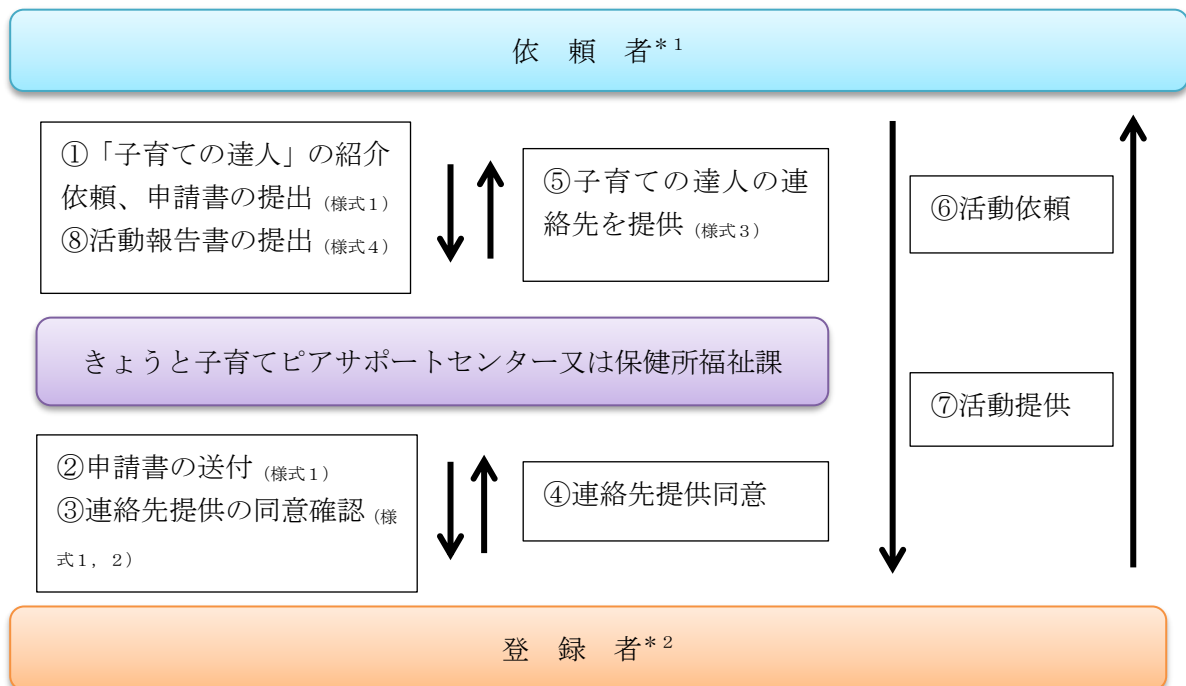 依　頼　者*1
①「子育ての達人」の紹介
依頼、申請書の提出（様式1）
⑧活動報告書の提出（様式4）
⑤子育ての達人の連
絡先を提供（様式3）
⑥活動依頼
きょうと子育てピアサポートセンター又は保健所福祉課
⑦活動提供
②申請書の送付（様式1）
③連絡先提供の同意確認（様
式1, 2）
④連絡先提供同意
登　録　者*2